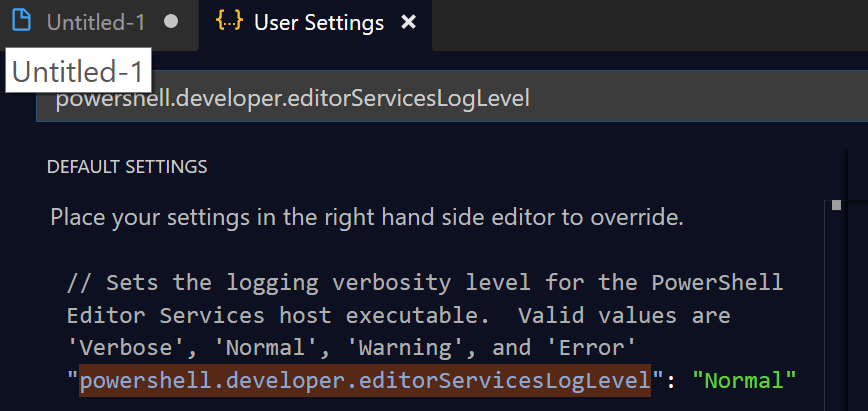 Untitled-1
{...} User Settings ×
Untitled-1
powershell.developer.editorServicesLogLevel
DEFAULT SETTINGS
Place your settings in the right hand side editor to override.
// Sets the logging verbosity level for the PowerShell
Editor Services host executable.  Valid values are
'Verbose', 'Normal', 'Warning', and 'Error'
"powershell.developer.editorServicesLogLevel": "Normal"